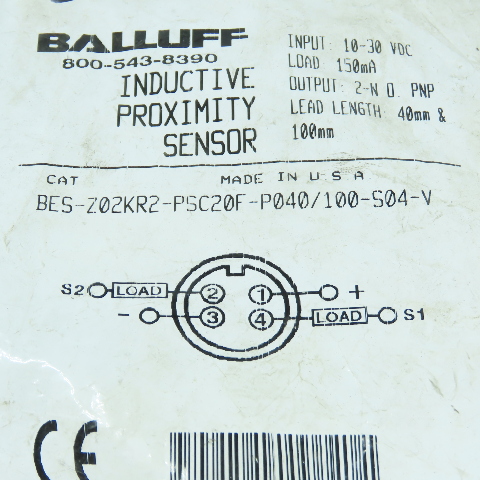 BALLUFF
800-543-8390
INDUCTIVE
PROXIMITY
SENSOR
INPUT: 10-30 VDC
LOAD: 150mA
OUTPUT: 2-N O. PNP
LEAD LENGTH: 40mm &
100mm
CAT MADE IN U S A
BES-Z02KR2-PSC20F-P040/100-S04-V
S2 LOAD 2 1 +
- 3 4 LOAD S1
CE